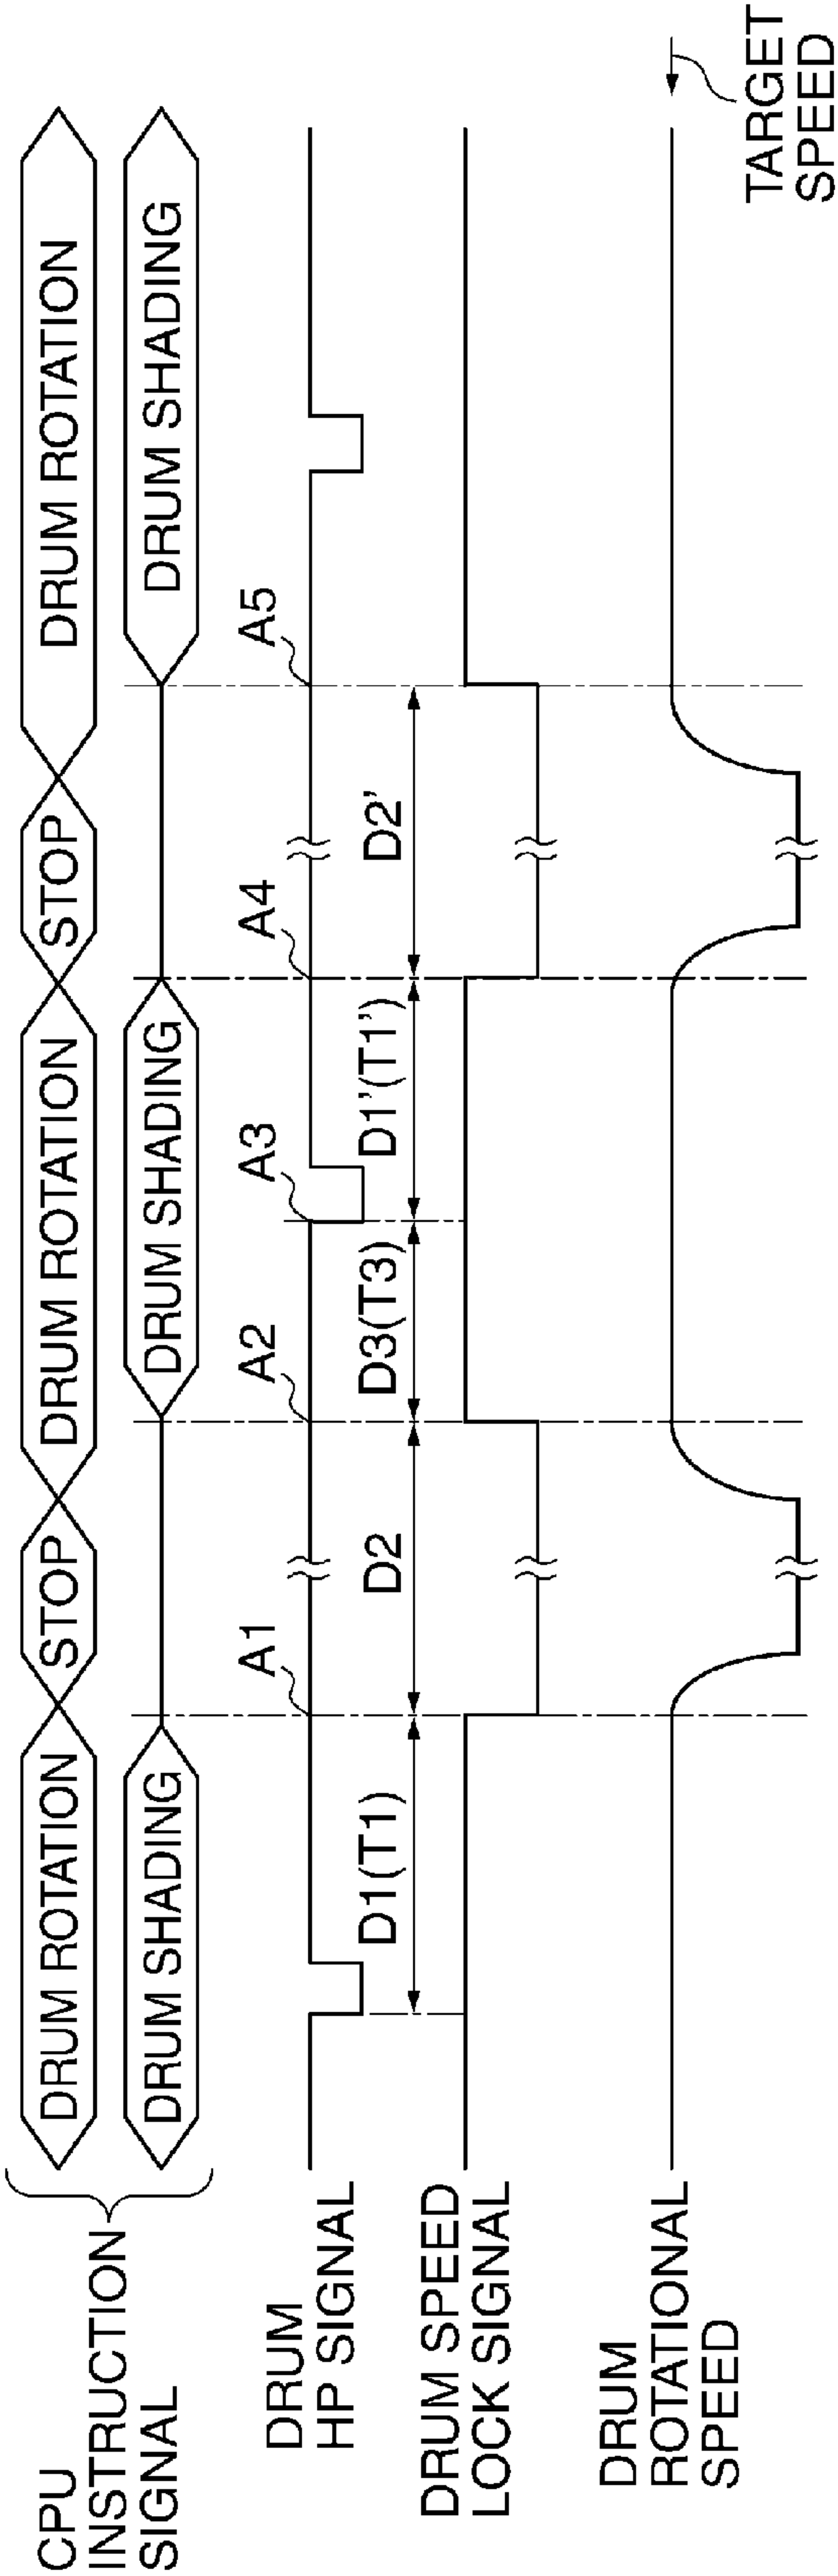 CPU
INSTRUCTION
SIGNAL
DRUM ROTATION
STOP
DRUM ROTATION
STOP
DRUM ROTATION
DRUM SHADING
DRUM SHADING
DRUM SHADING
DRUM
HP SIGNAL
A1
A2
A3
A4
A5
D1(T1)
D2
D3(T3)
D1'(T1')
D2'
DRUM SPEED
LOCK SIGNAL
DRUM
ROTATIONAL
SPEED
TARGET
SPEED